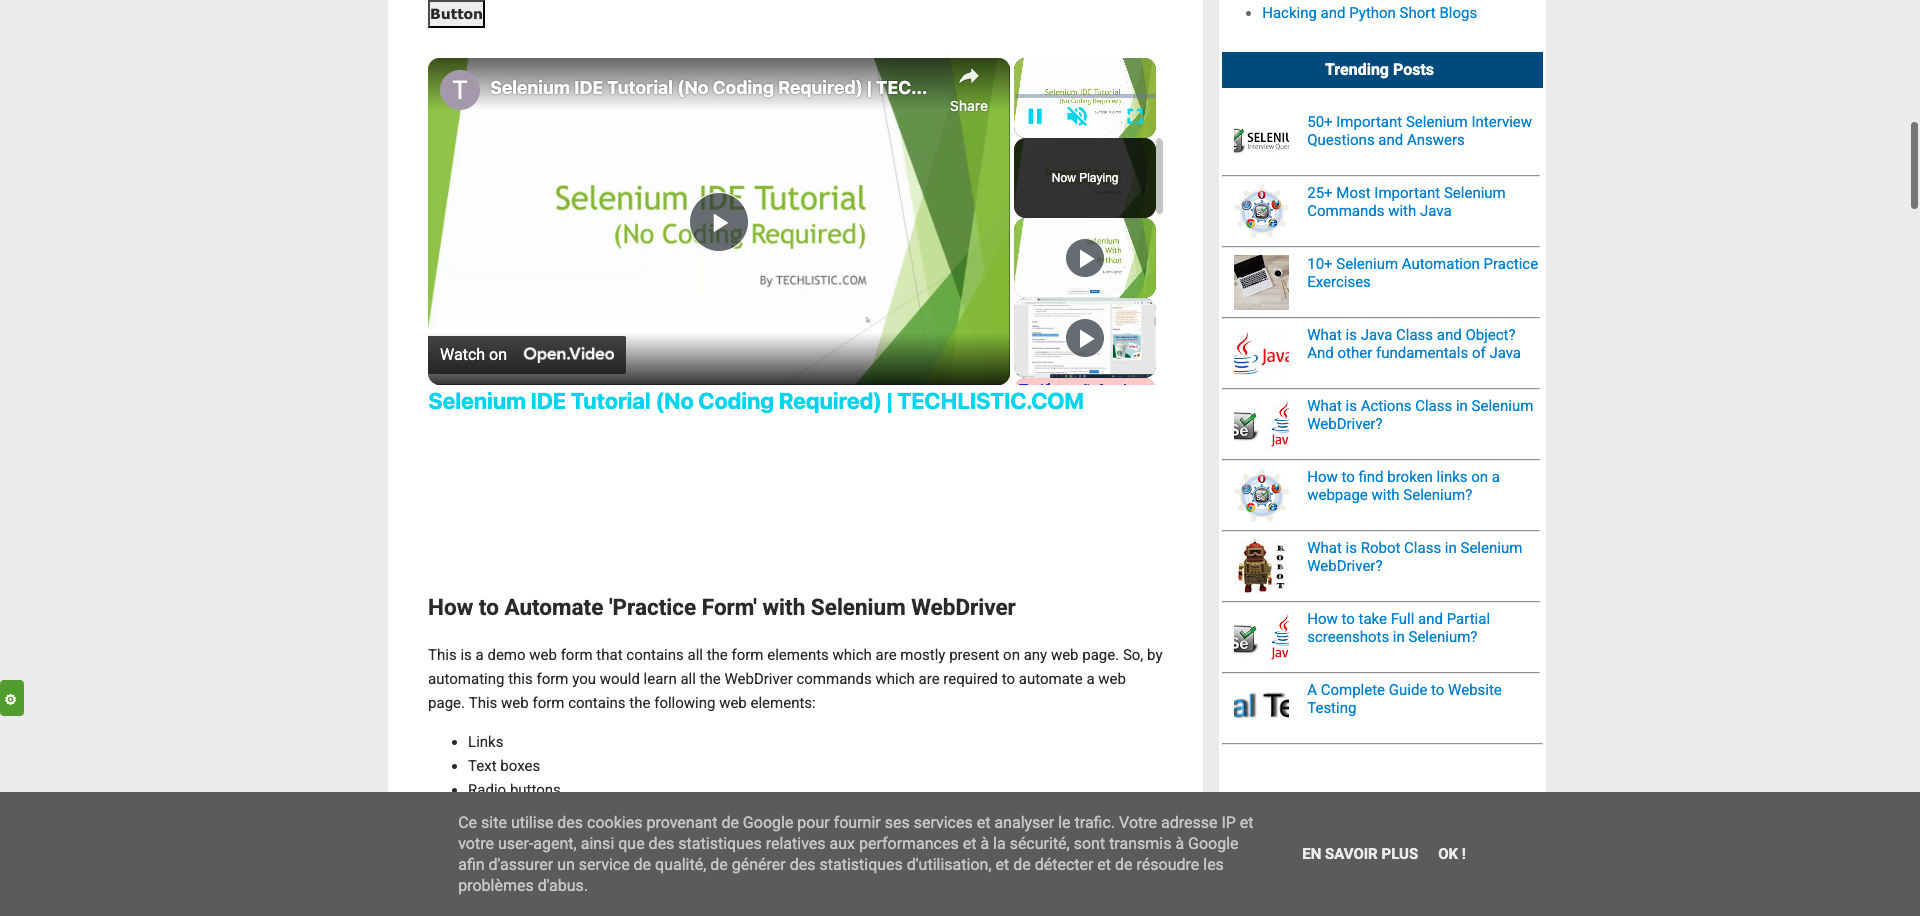 Button
T
Selenium IDE Tutorial (No Coding Required) | TEC...
Share
Selenium IDE Tutorial
(No Coding Required)
By TECHLISTIC.COM
Watch on Open.Video
Selenium IDE Tutorial
(No Coding Required)
Now Playing
Selenium
With
Python
Selenium IDE Tutorial (No Coding Required) | TECHLISTIC.COM
How to Automate 'Practice Form' with Selenium WebDriver
This is a demo web form that contains all the form elements which are mostly present on any web page. So, by
automating this form you would learn all the WebDriver commands which are required to automate a web
page. This web form contains the following web elements:
Links
Text boxes
Radio buttons
Hacking and Python Short Blogs
Trending Posts
50+ Important Selenium Interview
Questions and Answers
25+ Most Important Selenium
Commands with Java
10+ Selenium Automation Practice
Exercises
What is Java Class and Object?
And other fundamentals of Java
What is Actions Class in Selenium
WebDriver?
How to find broken links on a
webpage with Selenium?
What is Robot Class in Selenium
WebDriver?
ROBOT
How to take Full and Partial
screenshots in Selenium?
A Complete Guide to Website
Testing
Ce site utilise des cookies provenant de Google pour fournir ses services et analyser le trafic. Votre adresse IP et
votre user-agent, ainsi que des statistiques relatives aux performances et à la sécurité, sont transmis à Google
afin d'assurer un service de qualité, de générer des statistiques d'utilisation, et de détecter et de résoudre les
problèmes d'abus.
EN SAVOIR PLUS OK !